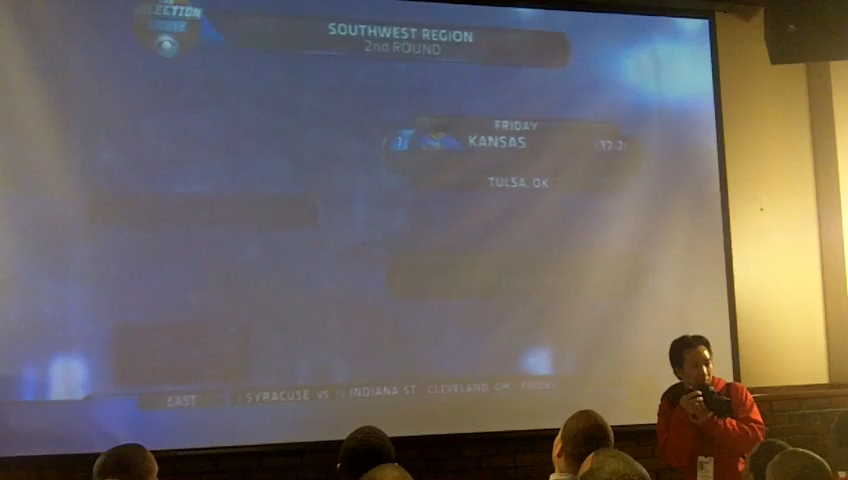 SELECTION
SOUTHWEST REGION
2nd ROUND
FRIDAY
1 KANSAS (32-2)
TULSA, OK
EAST SYRACUSE VS INDIANA ST CLEVELAND, OH - FRIDAY